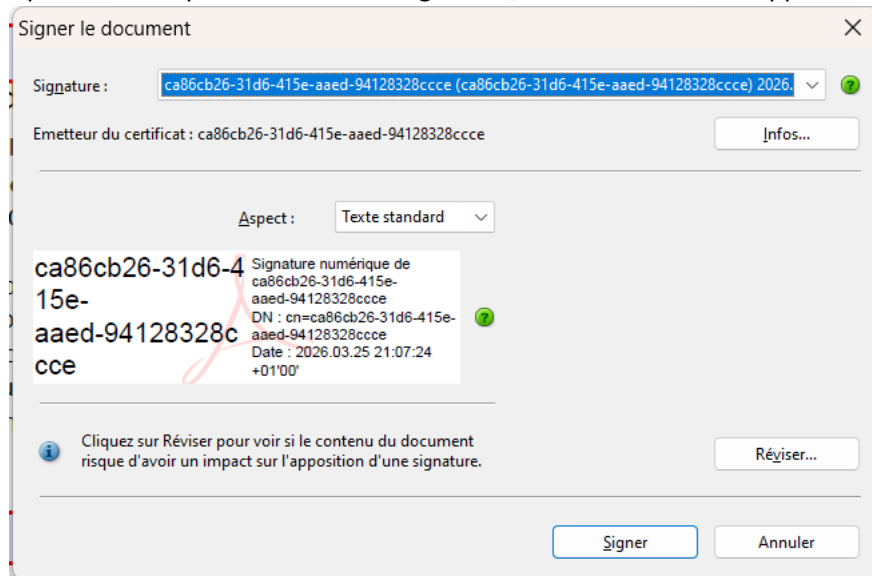 Signer le document
Signature : ca86cb26-31d6-415e-aaed-94128328ccce (ca86cb26-31d6-415e-aaed-94128328ccce) 2026.
Emetteur du certificat : ca86cb26-31d6-415e-aaed-94128328ccce Infos...
Aspect : Texte standard
ca86cb26-31d6-4
15e-
aaed-94128328c
cce
Signature numérique de
ca86cb26-31d6-415e-
aaed-94128328ccce
DN : cn=ca86cb26-31d6-415e-
aaed-94128328ccce
Date : 2026.03.25 21:07:24
+01'00'
Cliquez sur Réviser pour voir si le contenu du document
risque d'avoir un impact sur l'apposition d'une signature.
Réviser...
Signer Annuler